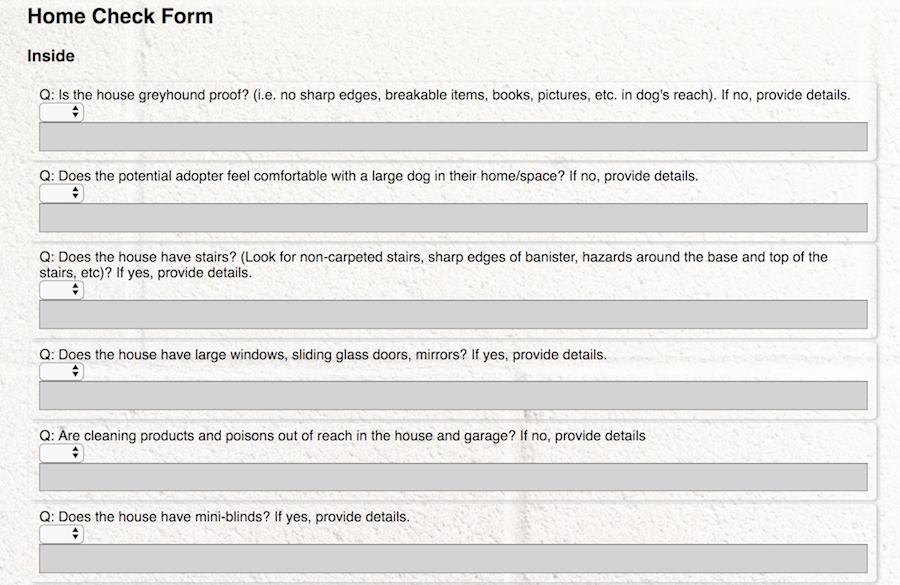 Home Check Form
Inside
Q: Is the house greyhound proof? (i.e. no sharp edges, breakable items, books, pictures, etc. in dog's reach). If no, provide details.
Q: Does the potential adopter feel comfortable with a large dog in their home/space? If no, provide details.
Q: Does the house have stairs? (Look for non-carpeted stairs, sharp edges of banister, hazards around the base and top of the
stairs, etc)? If yes, provide details.
Q: Does the house have large windows, sliding glass doors, mirrors? If yes, provide details.
Q: Are cleaning products and poisons out of reach in the house and garage? If no, provide details
Q: Does the house have mini-blinds? If yes, provide details.